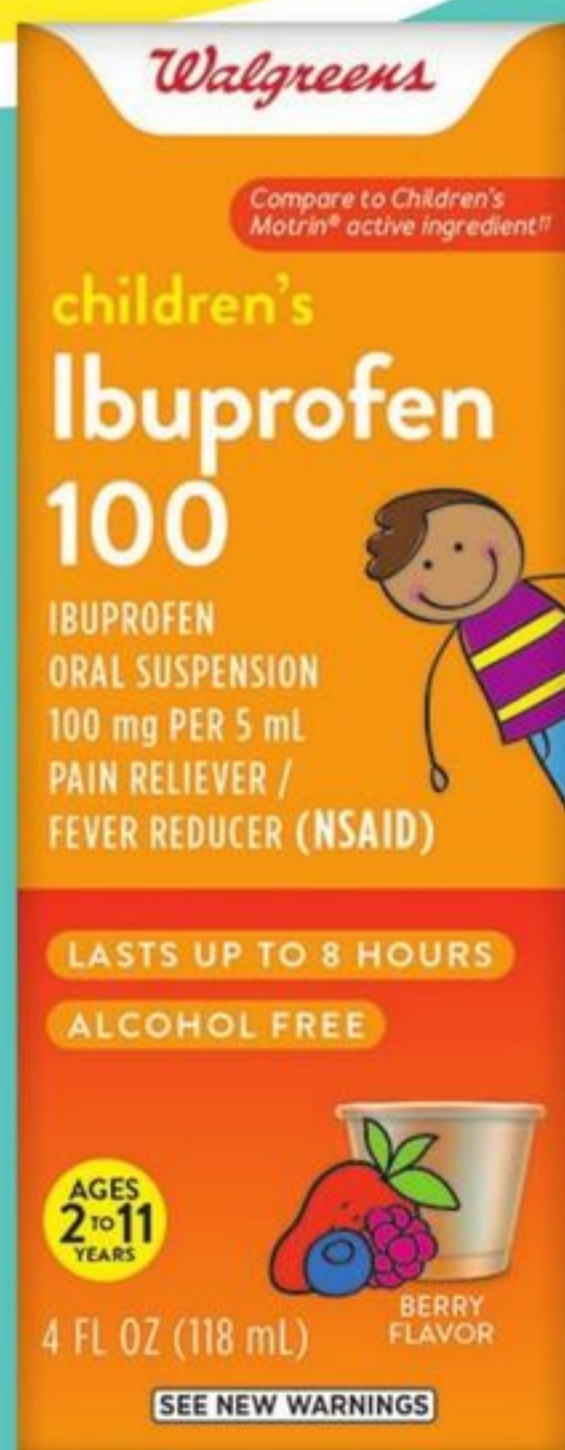 Walgreens
Compare to Children's
Motrin® active ingredient††
children's
Ibuprofen
100
IBUPROFEN
ORAL SUSPENSION
100 mg PER 5 mL
PAIN RELIEVER /
FEVER REDUCER (NSAID)
LASTS UP TO 8 HOURS
ALCOHOL FREE
AGES
2 TO 11
YEARS
BERRY
FLAVOR
4 FL OZ (118 mL)
SEE NEW WARNINGS